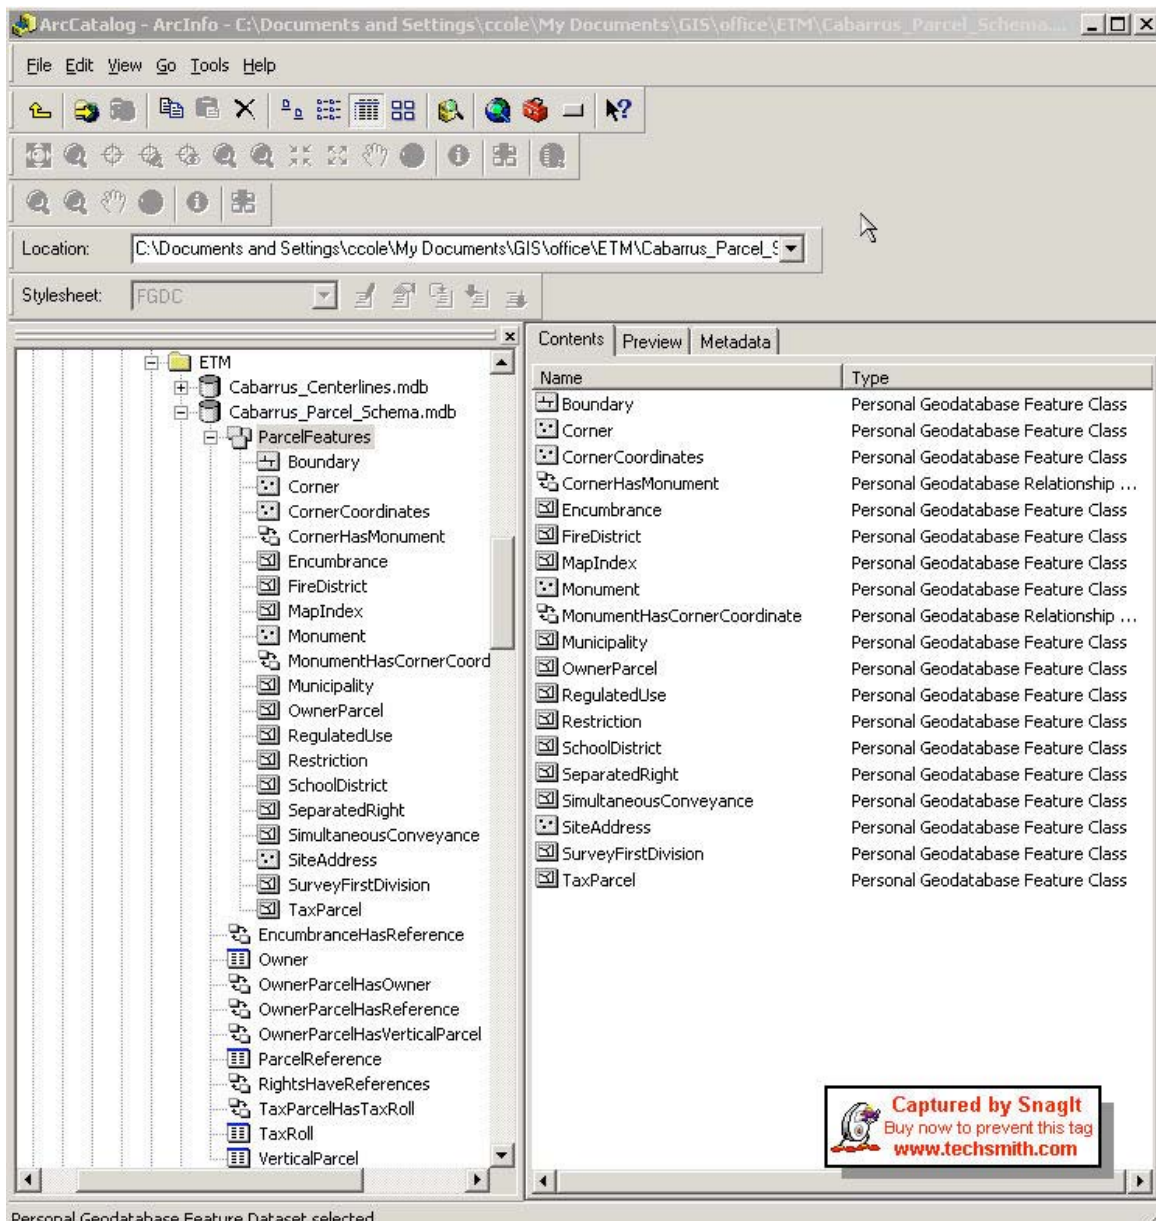 ArcCatalog - ArcInfo - C:\Documents and Settings\ccole\My Documents\GIS\office\ETM\Cabarrus_Parcel_Schema....
File Edit View Go Tools Help
Location: C:\Documents and Settings\ccole\My Documents\GIS\office\ETM\Cabarrus_Parcel_S
Stylesheet: FGDC
ETM
Cabarrus_Centerlines.mdb
Cabarrus_Parcel_Schema.mdb
ParcelFeatures
Boundary
Corner
CornerCoordinates
CornerHasMonument
Encumbrance
FireDistrict
MapIndex
Monument
MonumentHasCornerCoord
Municipality
OwnerParcel
RegulatedUse
Restriction
SchoolDistrict
SeparatedRight
SimultaneousConveyance
SiteAddress
SurveyFirstDivision
TaxParcel
EncumbranceHasReference
Owner
OwnerParcelHasOwner
OwnerParcelHasReference
OwnerParcelHasVerticalParcel
ParcelReference
RightsHaveReferences
TaxParcelHasTaxRoll
TaxRoll
VerticalParcel
Contents Preview Metadata
Name Type
Boundary Personal Geodatabase Feature Class
Corner Personal Geodatabase Feature Class
CornerCoordinates Personal Geodatabase Feature Class
CornerHasMonument Personal Geodatabase Relationship ...
Encumbrance Personal Geodatabase Feature Class
FireDistrict Personal Geodatabase Feature Class
MapIndex Personal Geodatabase Feature Class
Monument Personal Geodatabase Feature Class
MonumentHasCornerCoordinate Personal Geodatabase Relationship ...
Municipality Personal Geodatabase Feature Class
OwnerParcel Personal Geodatabase Feature Class
RegulatedUse Personal Geodatabase Feature Class
Restriction Personal Geodatabase Feature Class
SchoolDistrict Personal Geodatabase Feature Class
SeparatedRight Personal Geodatabase Feature Class
SimultaneousConveyance Personal Geodatabase Feature Class
SiteAddress Personal Geodatabase Feature Class
SurveyFirstDivision Personal Geodatabase Feature Class
TaxParcel Personal Geodatabase Feature Class
Captured by SnagIt
Buy now to prevent this tag
www.techsmith.com
Personal Geodatabase Feature Dataset selected